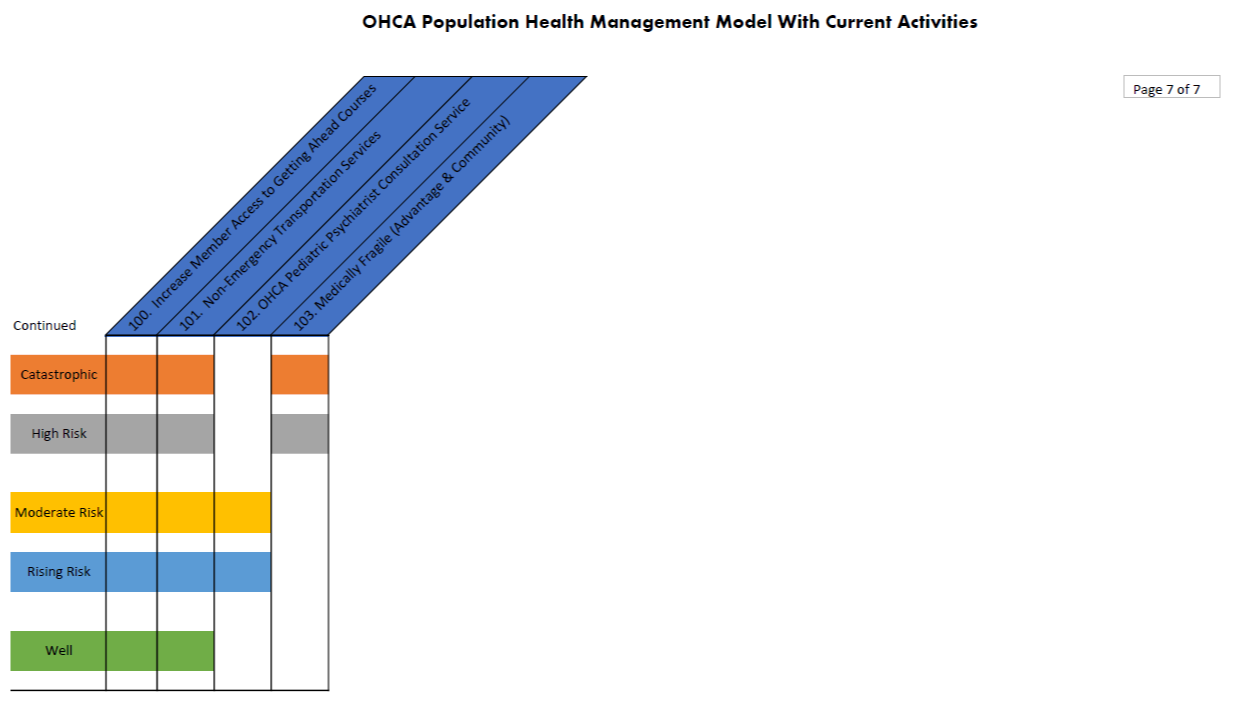 OHCA Population Health Management Model With Current Activities
Page 7 of 7
100. Increase Member Access to Getting Ahead Courses
101. Non-Emergency Transportation Services
102. OHCA Pediatric Psychiatrist Consultation Service
103. Medically Fragile (Advantage & Community)
Continued
Catastrophic
High Risk
Moderate Risk
Rising Risk
Well